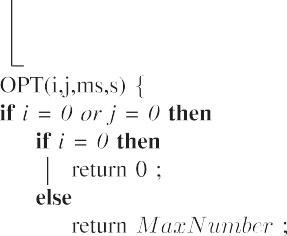 OPT(i,j,ms,s) {
if i = 0 or j = 0 then
if i = 0 then
return 0 ;
else
return MaxNumber ;